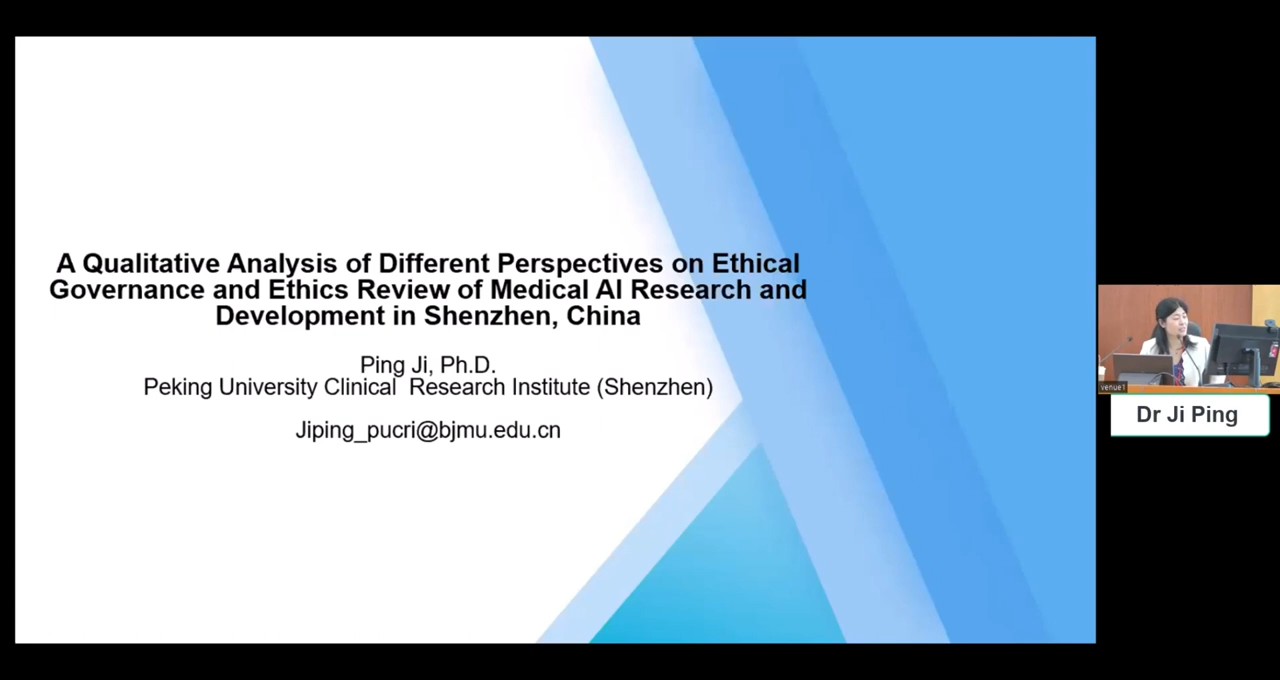 A Qualitative Analysis of Different Perspectives on Ethical
Governance and Ethics Review of Medical AI Research and
Development in Shenzhen, China
Ping Ji, Ph.D.
Peking University Clinical Research Institute (Shenzhen)
Jiping_pucri@bjmu.edu.cn
venue1
Dr Ji Ping